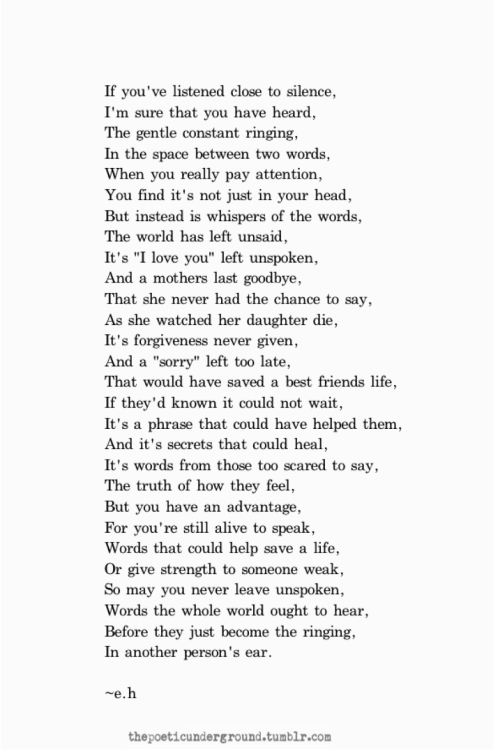 If you've listened close to silence,
I'm sure that you have heard,
The gentle constant ringing,
In the space between two words,
When you really pay attention,
You find it's not just in your head,
But instead is whispers of the words,
The world has left unsaid,
It's "I love you" left unspoken,
And a mothers last goodbye,
That she never had the chance to say,
As she watched her daughter die,
It's forgiveness never given,
And a "sorry" left too late,
That would have saved a best friends life,
If they'd known it could not wait,
It's a phrase that could have helped them,
And it's secrets that could heal,
It's words from those too scared to say,
The truth of how they feel,
But you have an advantage,
For you're still alive to speak,
Words that could help save a life,
Or give strength to someone weak,
So may you never leave unspoken,
Words the whole world ought to hear,
Before they just become the ringing,
In another person's ear.
~e.h
thepoeticunderground.tumblr.com